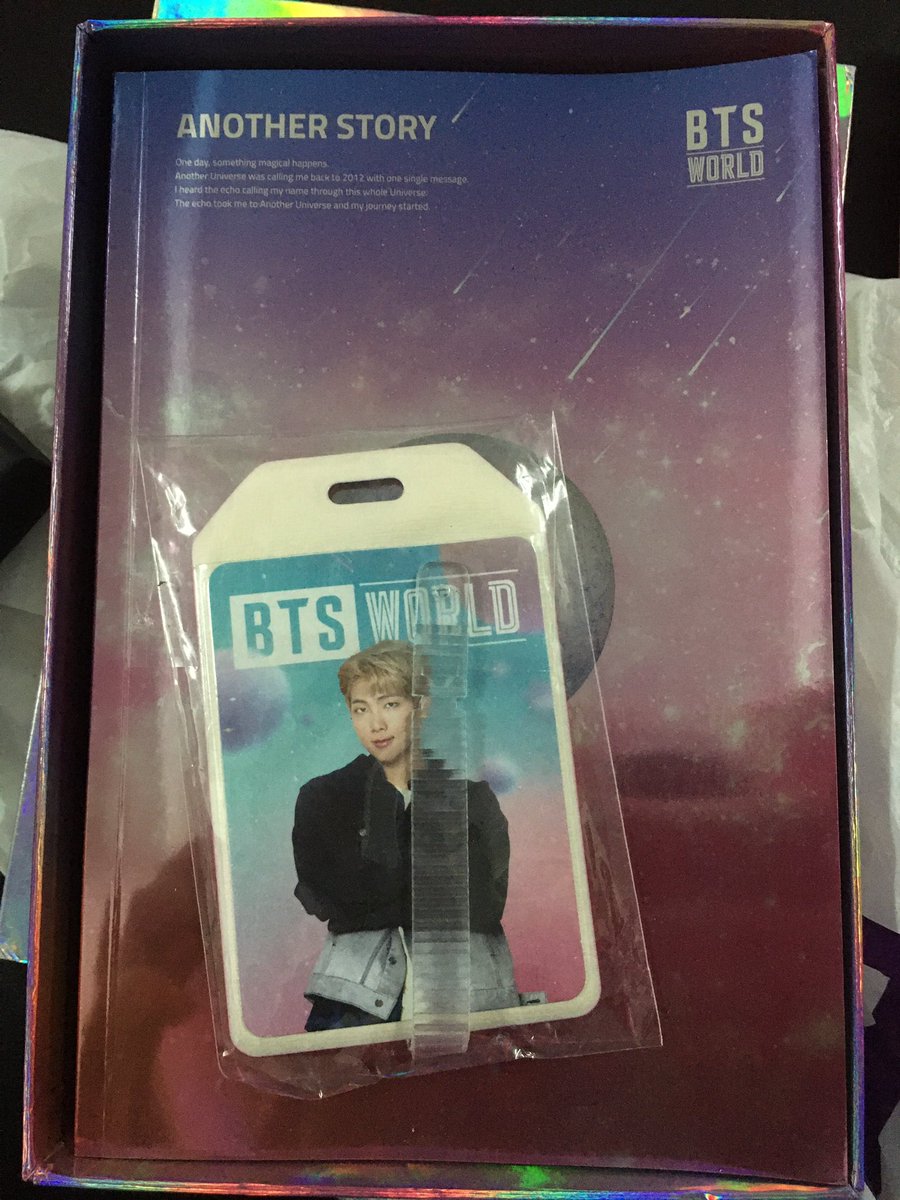 ANOTHER STORY
One day, something magical happens.
Another Universe was calling me back to 2012 with one single message.
I heard the echo calling my name through this whole Universe.
The echo took me to Another Universe and my journey started.
BTS
WORLD
BTS WORLD